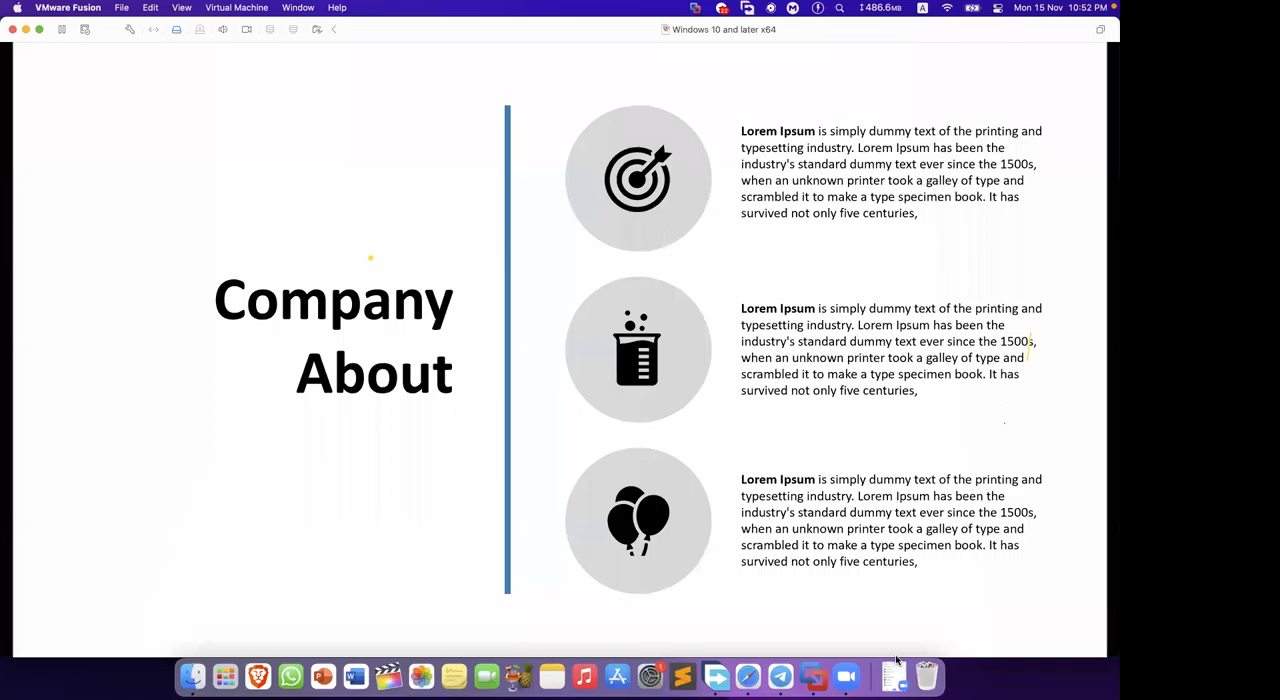 VMware Fusion File Edit View Virtual Machine Window Help
22 486.6MB A Mon 15 Nov 10:52 PM
Windows 10 and later x64
Company
About
Lorem Ipsum is simply dummy text of the printing and
typesetting industry. Lorem Ipsum has been the
industry's standard dummy text ever since the 1500s,
when an unknown printer took a galley of type and
scrambled it to make a type specimen book. It has
survived not only five centuries,
Lorem Ipsum is simply dummy text of the printing and
typesetting industry. Lorem Ipsum has been the
industry's standard dummy text ever since the 1500s,
when an unknown printer took a galley of type and
scrambled it to make a type specimen book. It has
survived not only five centuries,
Lorem Ipsum is simply dummy text of the printing and
typesetting industry. Lorem Ipsum has been the
industry's standard dummy text ever since the 1500s,
when an unknown printer took a galley of type and
scrambled it to make a type specimen book. It has
survived not only five centuries,